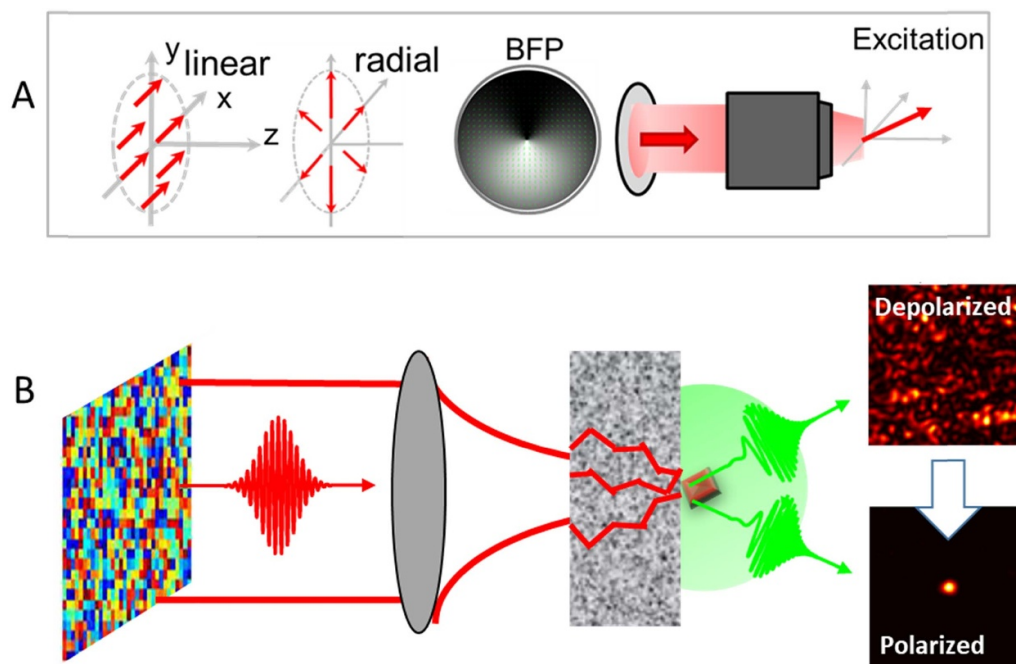 A
y
linear
x
z
radial
BFP
Excitation
B
Depolarized
Polarized